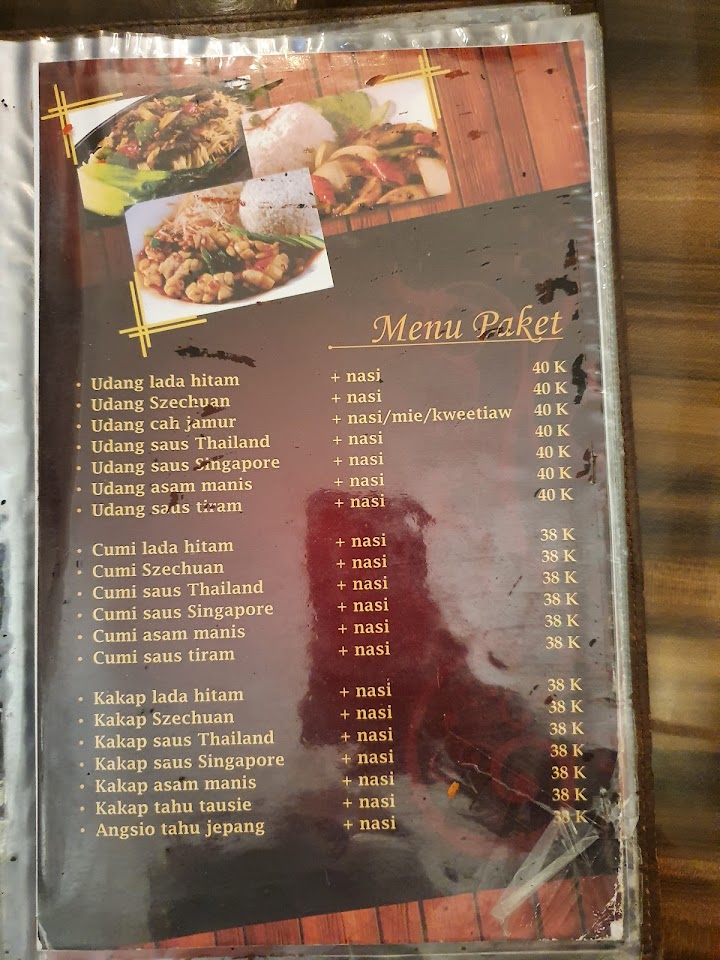 Menu Paket
• Udang lada hitam + nasi 40 K
• Udang Szechuan + nasi 40 K
• Udang cah jamur + nasi/mie/kweetiaw 40 K
• Udang saus Thailand + nasi 40 K
• Udang saus Singapore + nasi 40 K
• Udang asam manis + nasi 40 K
• Udang saus tiram + nasi 40 K
• Cumi lada hitam + nasi 38 K
• Cumi Szechuan + nasi 38 K
• Cumi saus Thailand + nasi 38 K
• Cumi saus Singapore + nasi 38 K
• Cumi asam manis + nasi 38 K
• Cumi saus tiram + nasi 38 K
• Kakap lada hitam + nasi 38 K
• Kakap Szechuan + nasi 38 K
• Kakap saus Thailand + nasi 38 K
• Kakap saus Singapore + nasi 38 K
• Kakap asam manis + nasi 38 K
• Kakap tahu tausie + nasi 38 K
• Angsio tahu jepang + nasi 38 K